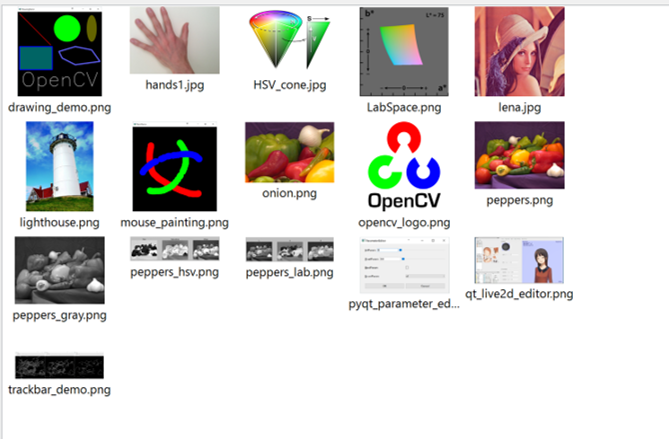 OpenCV
drawing_demo.png
hands1.jpg
S
HSV_cone.jpg
b*
L* = 75
a*
LabSpace.png
lena.jpg
lighthouse.png
mouse_painting.png
onion.png
OpenCV
opencv_logo.png
peppers.png
peppers_gray.png
peppers_hsv.png
peppers_lab.png
pyqt_parameter_ed...
qt_live2d_editor.png
trackbar_demo.png